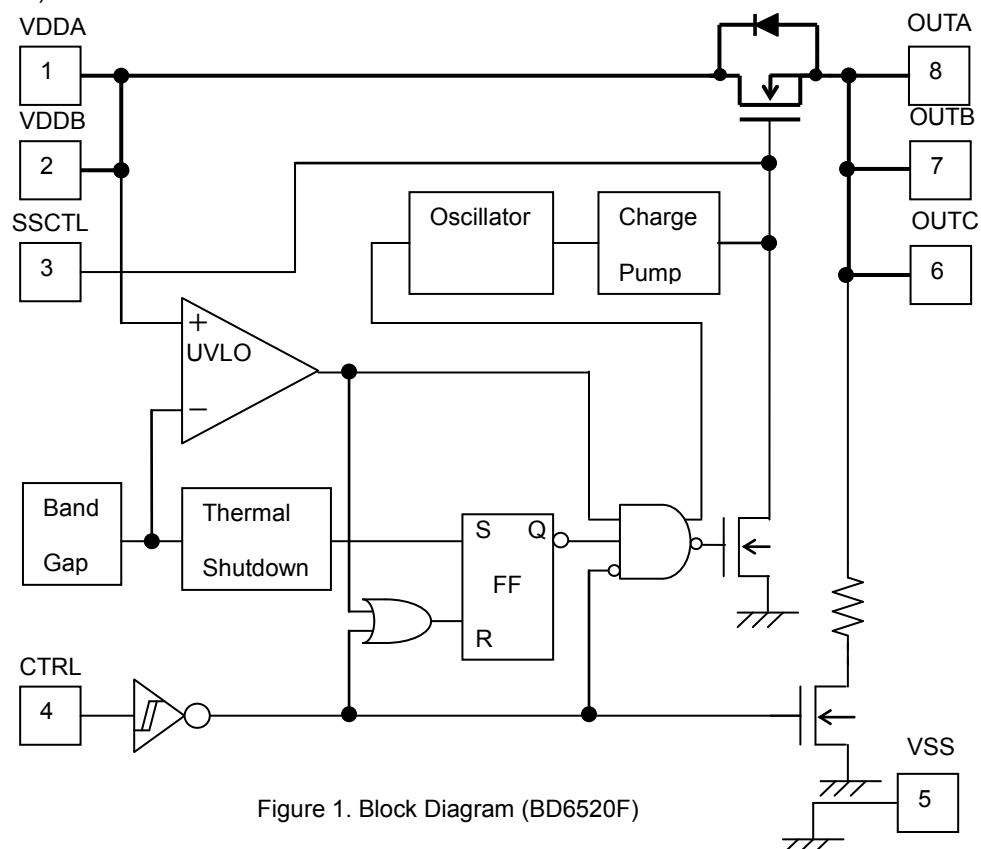 VDDA
1
VDDB
2
SSCTL
3
OUTA
8
OUTB
7
OUTC
6
Oscillator
Charge
Pump
+
UVLO
−
Band
Gap
Thermal
Shutdown
S
Q
FF
R
CTRL
4
VSS
5
Figure 1. Block Diagram (BD6520F)